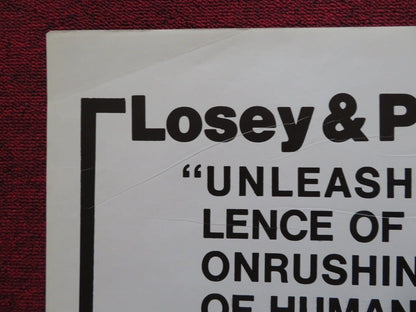 Losey & P
"UNLEASH
LENCE OF
ONRUSHIN
OF HUMAN